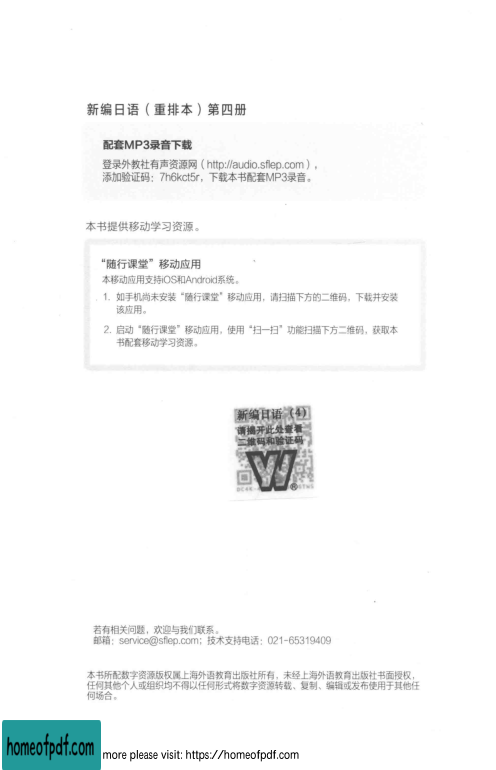 新编日语（重排本）第四册
配套MP3录音下载
登录外教社有声资源网（http://audio.sflep.com），
添加验证码：7h6kct5r，下载本书配套MP3录音。
本书提供移动学习资源。
“随行课堂”移动应用
本移动应用支持iOS和Android系统。
1. 如手机尚未安装“随行课堂”移动应用，请扫描下方的二维码，下载并安装
该应用。
2. 启动“随行课堂”移动应用，使用“扫一扫”功能扫描下方二维码，获取本
书配套移动学习资源。
新编日语（4）
请揭开此处查看
二维码和验证码
W
®
若有相关问题，欢迎与我们联系。
邮箱：service@sflep.com；技术支持电话：021-65319409
本书所配数字资源版权属上海外语教育出版社所有，未经上海外语教育出版社书面授权，
任何其他个人或组织均不得以任何形式将数字资源转载、复制、编辑或发布使用于其他任
何场合。
homeofpdf.com
more please visit: https://homeofpdf.com